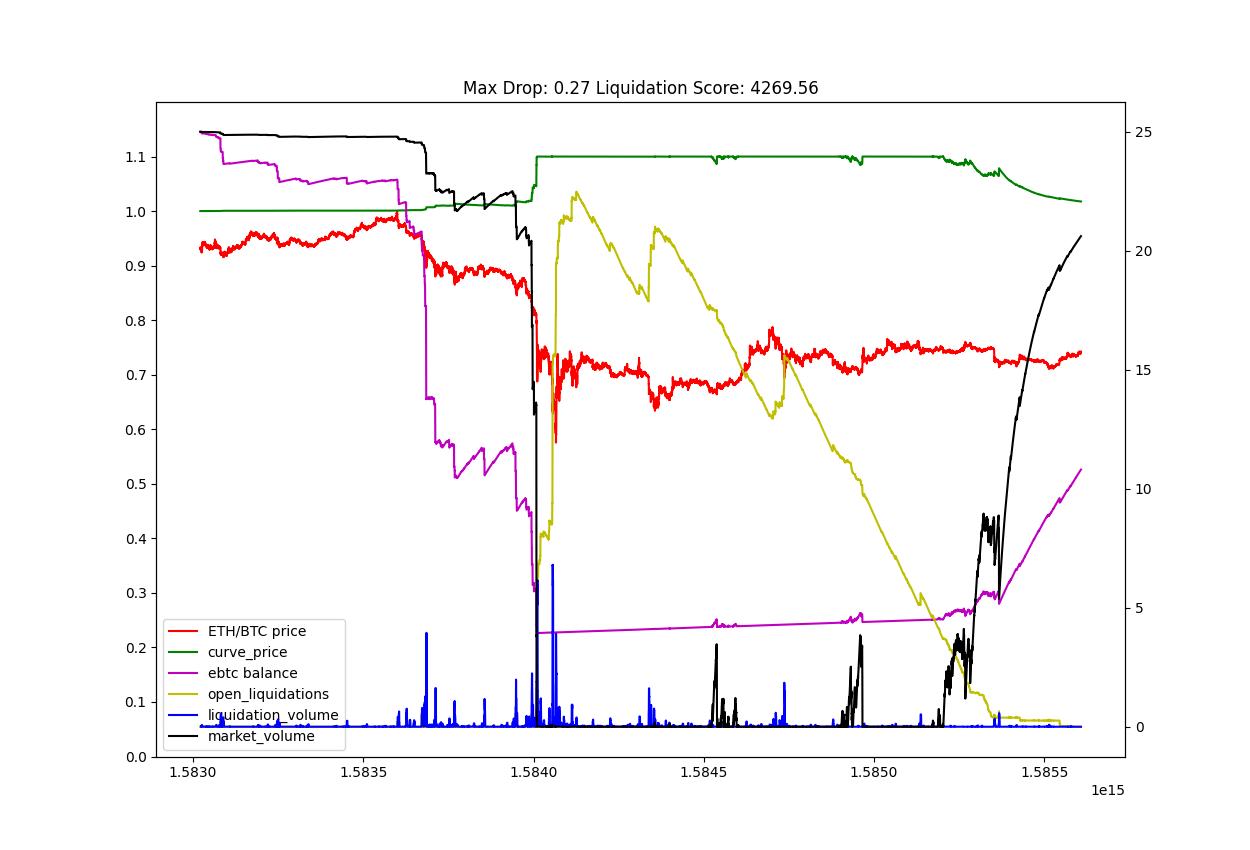 Max Drop: 0.27 Liquidation Score: 4269.56
1.1
1.0
0.9
0.8
0.7
0.6
0.5
0.4
0.3
0.2
0.1
0.0
25
20
15
10
5
0
ETH/BTC price
curve_price
ebtc balance
open_liquidations
liquidation_volume
market_volume
1.5830 1.5835 1.5840 1.5845 1.5850 1.5855
1e15